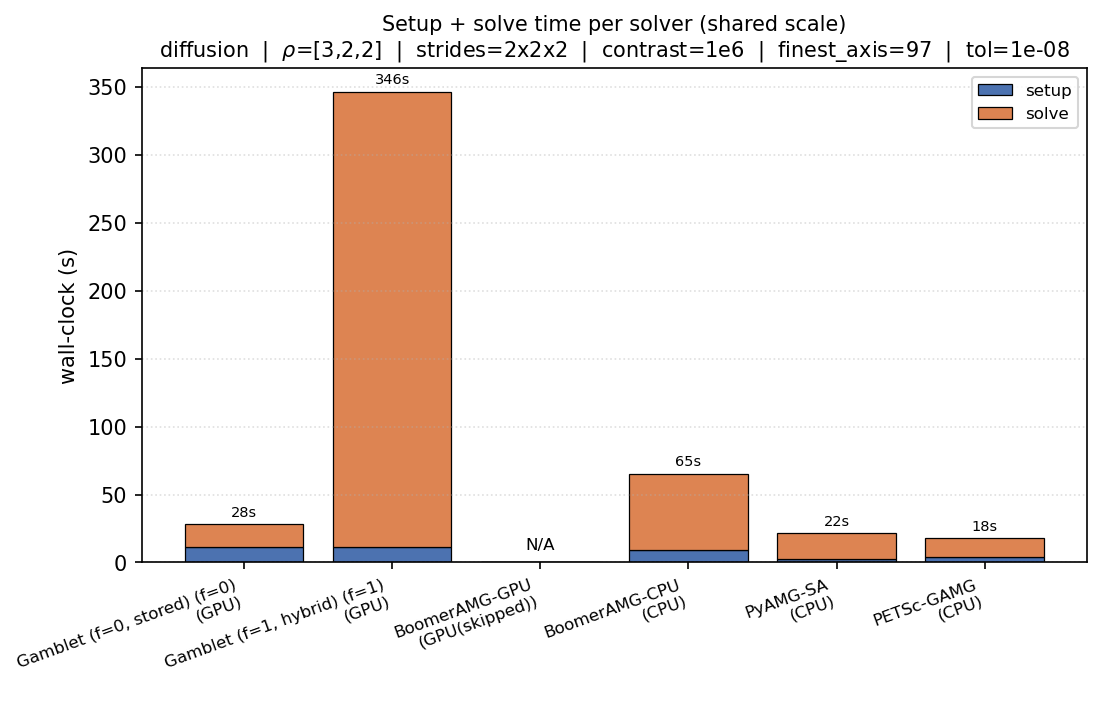 Setup + solve time per solver (shared scale)
diffusion | ρ=[3,2,2] | strides=2x2x2 | contrast=1e6 | finest_axis=97 | tol=1e-08
350
300
250
200
150
100
50
0
wall-clock (s)
setup
solve
28s
346s
N/A
65s
22s
18s
Gamblet (f=0, stored) (f=0)
(GPU)
Gamblet (f=1, hybrid) (f=1)
(GPU)
BoomerAMG-GPU
(GPU(skipped))
BoomerAMG-CPU
(CPU)
PyAMG-SA
(CPU)
PETSc-GAMG
(CPU)